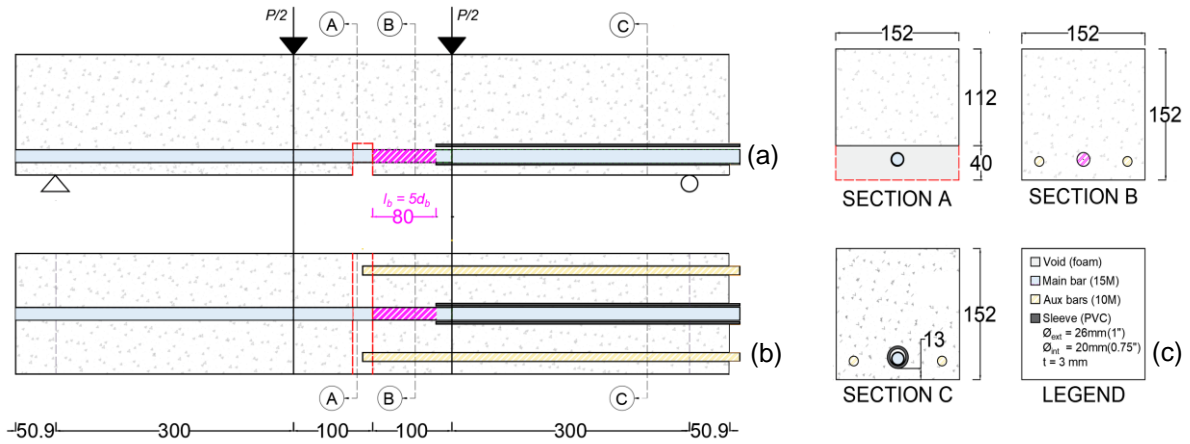 P/2
A
B
P/2
C
(a)
l_b = 5d_b
80
(b)
A
B
C
50.9
300
100
100
300
50.9
152
112
40
SECTION A
152
152
SECTION B
152
13
SECTION C
Void (foam)
Main bar (15M)
Aux bars (10M)
Sleeve (PVC)
Ø_ext = 26mm(1")
Ø_int = 20mm(0.75")
t = 3 mm
(c)
LEGEND